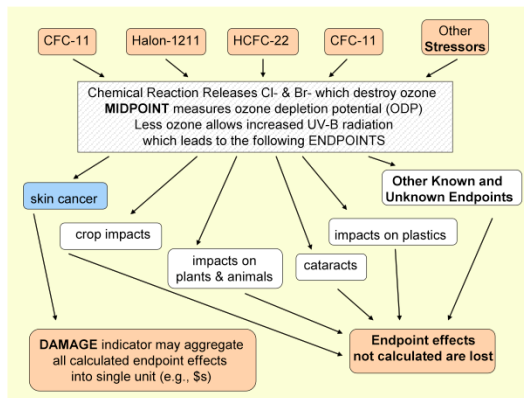 CFC-11
Halon-1211
HCFC-22
CFC-11
Other
Stressors
Chemical Reaction Releases Cl- & Br- which destroy ozone
MIDPOINT measures ozone depletion potential (ODP)
Less ozone allows increased UV-B radiation
which leads to the following ENDPOINTS
skin cancer
crop impacts
impacts on
plants & animals
cataracts
impacts on plastics
Other Known and
Unknown Endpoints
DAMAGE indicator may aggregate
all calculated endpoint effects
into single unit (e.g., $s)
Endpoint effects
not calculated are lost